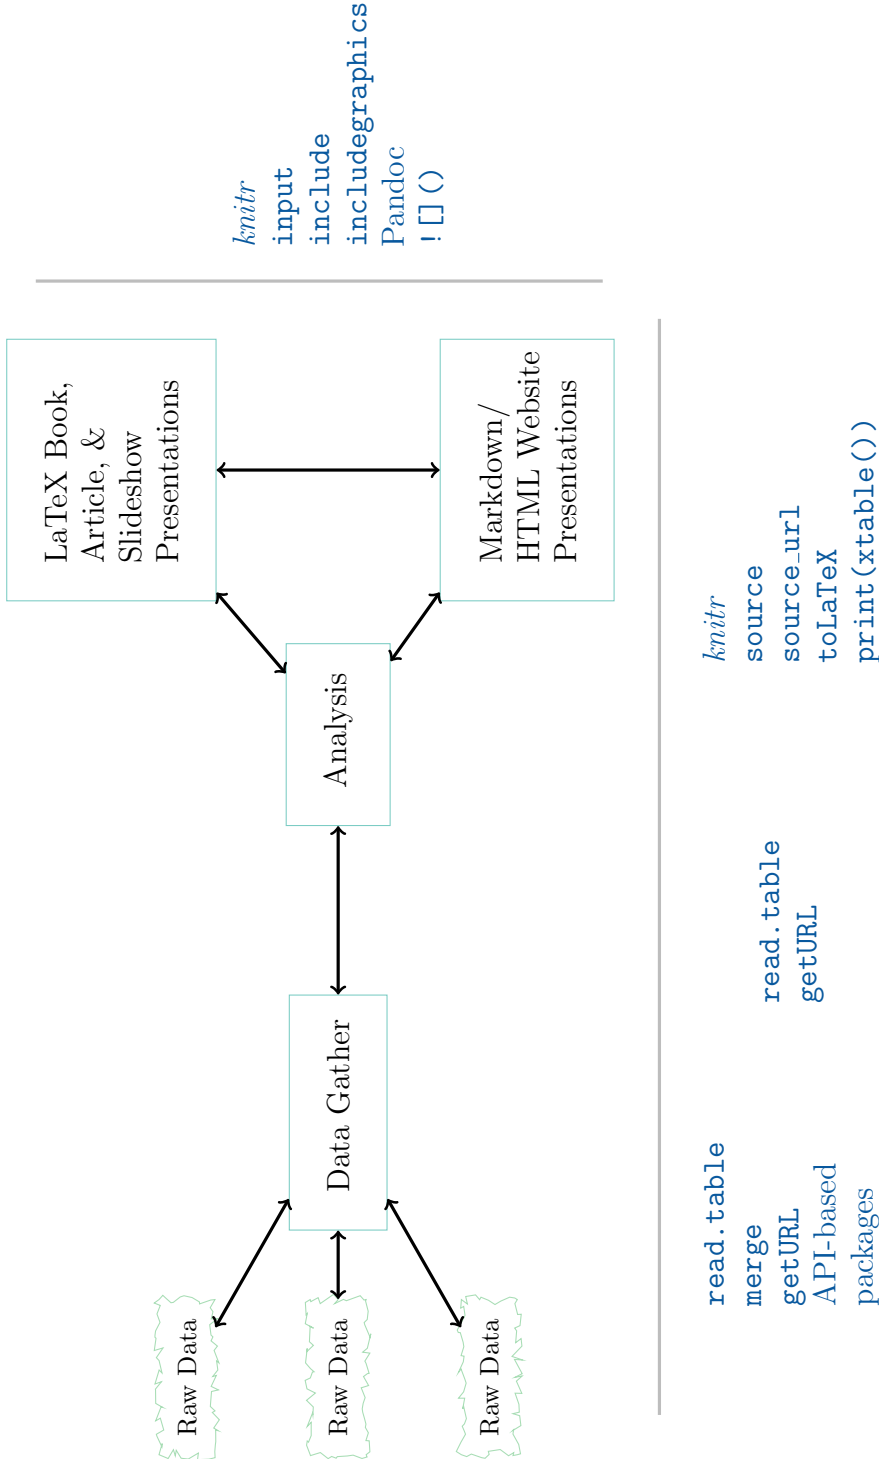 Raw Data
Raw Data
Raw Data
Data Gather
Analysis
LaTeX Book,
Article, &
Slideshow
Presentations
Markdown/
HTML Website
Presentations
knitr
input
include
includegraphics
Pandoc
![]()
read.table
merge
getURL
API-based
packages
read.table
getURL
knitr
source
source_url
toLaTeX
print(xtable())